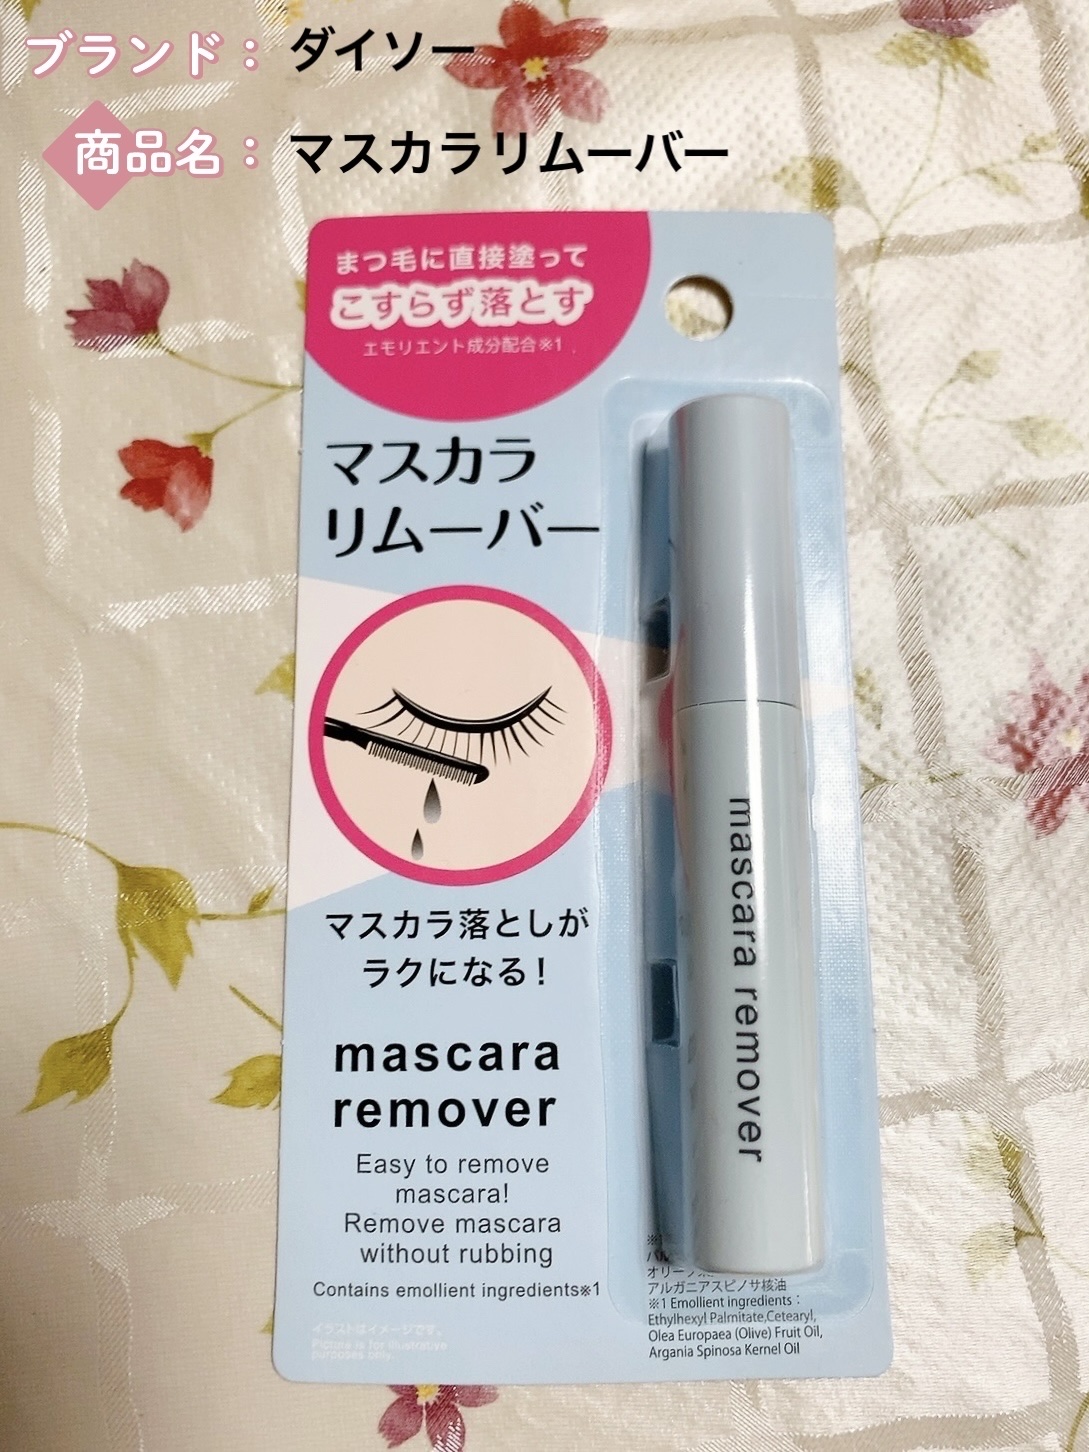 ブランド： ダイソー
商品名： マスカラリムーバー
まつ毛に直接塗って
こすらず落とす
エモリエント成分配合※1
マスカラ
リムーバー
マスカラ落としが
ラクになる！
mascara
remover
Easy to remove
mascara!
Remove mascara
without rubbing
Contains emollient ingredients※1
イラストはイメージです。
Picture is for illustrative
purposes only.
mascara remover
アルガニアスピノサ核油
※1 Emollient ingredients：
Ethylhexyl Palmitate,Cetearyl,
Olea Europaea (Olive) Fruit Oil,
Argania Spinosa Kernel Oil